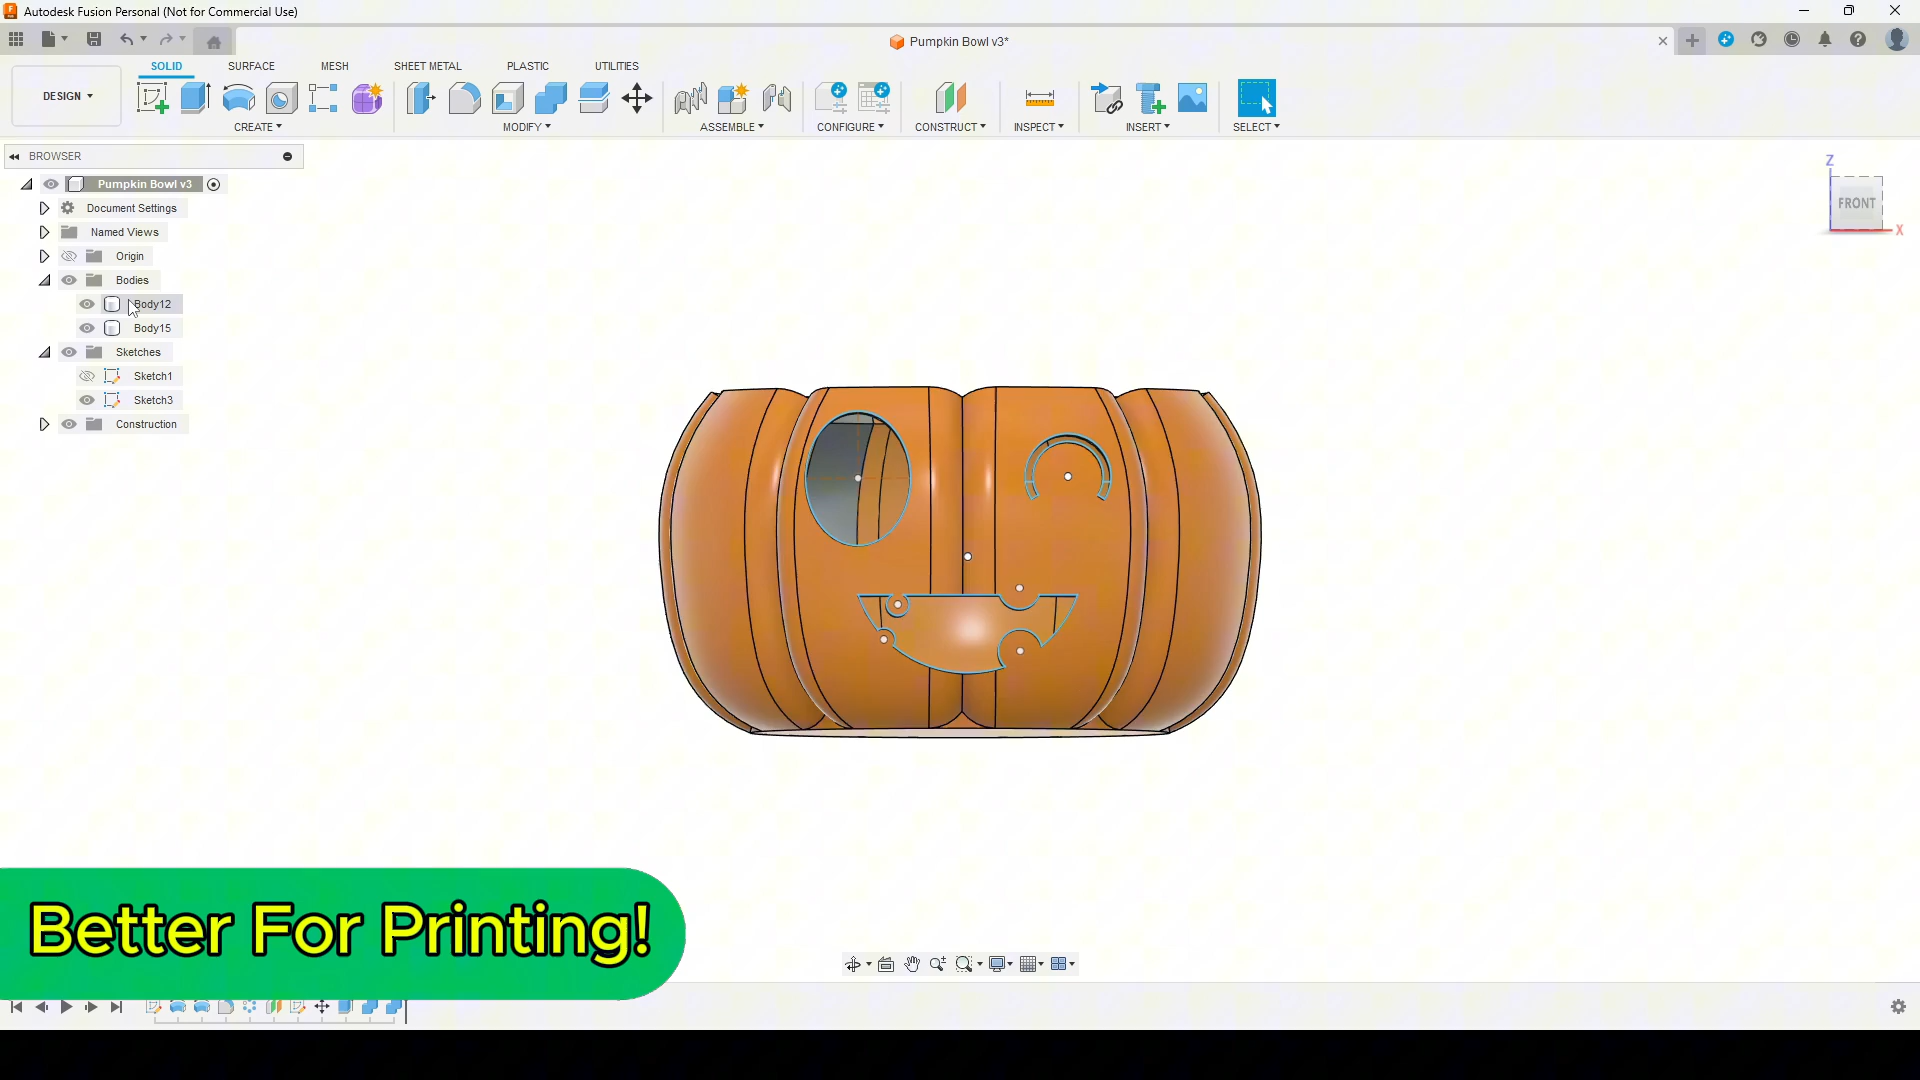 Autodesk Fusion Personal (Not for Commercial Use)
Pumpkin Bowl v3*
SOLID SURFACE MESH SHEET METAL PLASTIC UTILITIES
DESIGN
CREATE MODIFY ASSEMBLE CONFIGURE CONSTRUCT INSPECT INSERT SELECT
BROWSER
Pumpkin Bowl v3
Document Settings
Named Views
Origin
Bodies
Body12
Body15
Sketches
Sketch1
Sketch3
Construction
Z
FRONT
X
Better For Printing!